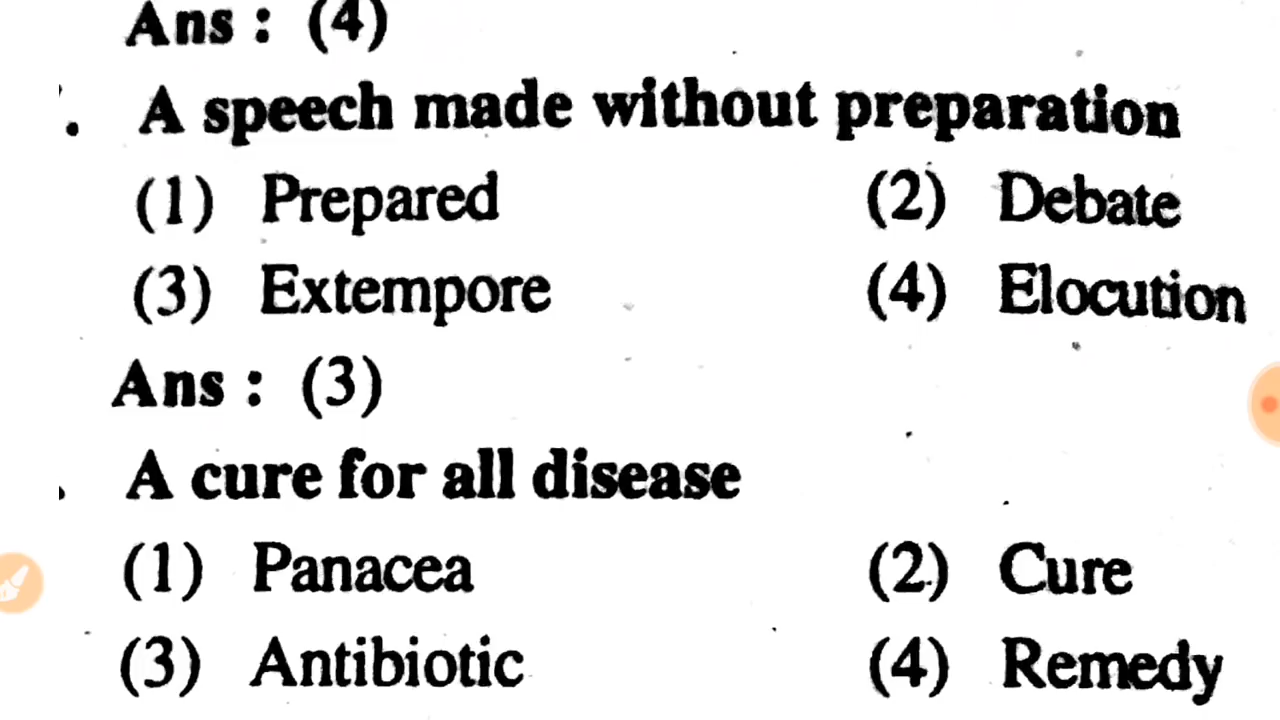 Ans : (4)
. A speech made without preparation
(1) Prepared (2) Debate
(3) Extempore (4) Elocution
Ans : (3)
. A cure for all disease
(1) Panacea (2) Cure
(3) Antibiotic (4) Remedy